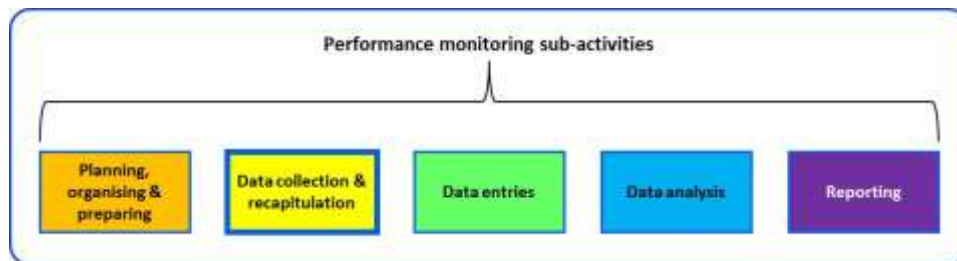 Performance monitoring sub-activities
Planning,
organising &
preparing
Data collection &
recapitulation
Data entries
Data analysis
Reporting